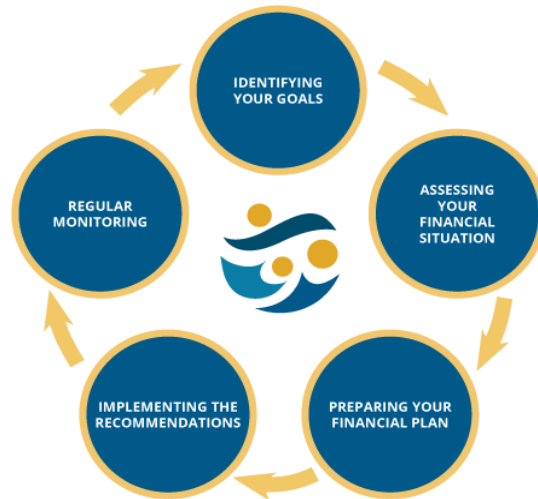 IDENTIFYING
YOUR GOALS
ASSESSING
YOUR
FINANCIAL
SITUATION
PREPARING YOUR
FINANCIAL PLAN
IMPLEMENTING THE
RECOMMENDATIONS
REGULAR
MONITORING